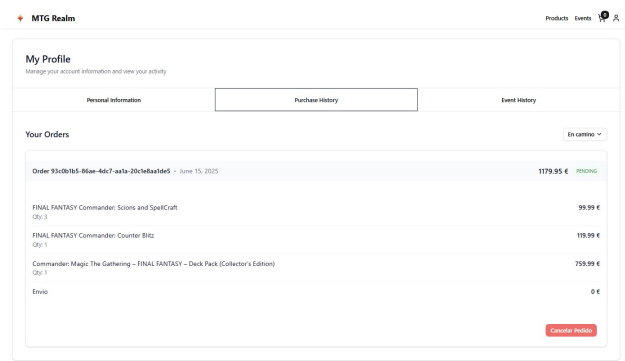 MTG Realm
Products Events 0
My Profile
Manage your account information and view your activity
Personal Information Purchase History Event History
Your Orders En camino
Order 93c0b1b5-86ae-4dc7-aa1a-20c1e8aa1de5 • June 15, 2025 1179.95 € PENDING
FINAL FANTASY Commander: Scions and SpellCraft 99.99 €
Qty: 3
FINAL FANTASY Commander: Counter Blitz 119.99 €
Qty: 1
Commander: Magic The Gathering – FINAL FANTASY – Deck Pack (Collector's Edition) 759.99 €
Qty: 1
Envio 0 €
Cancelar Pedido